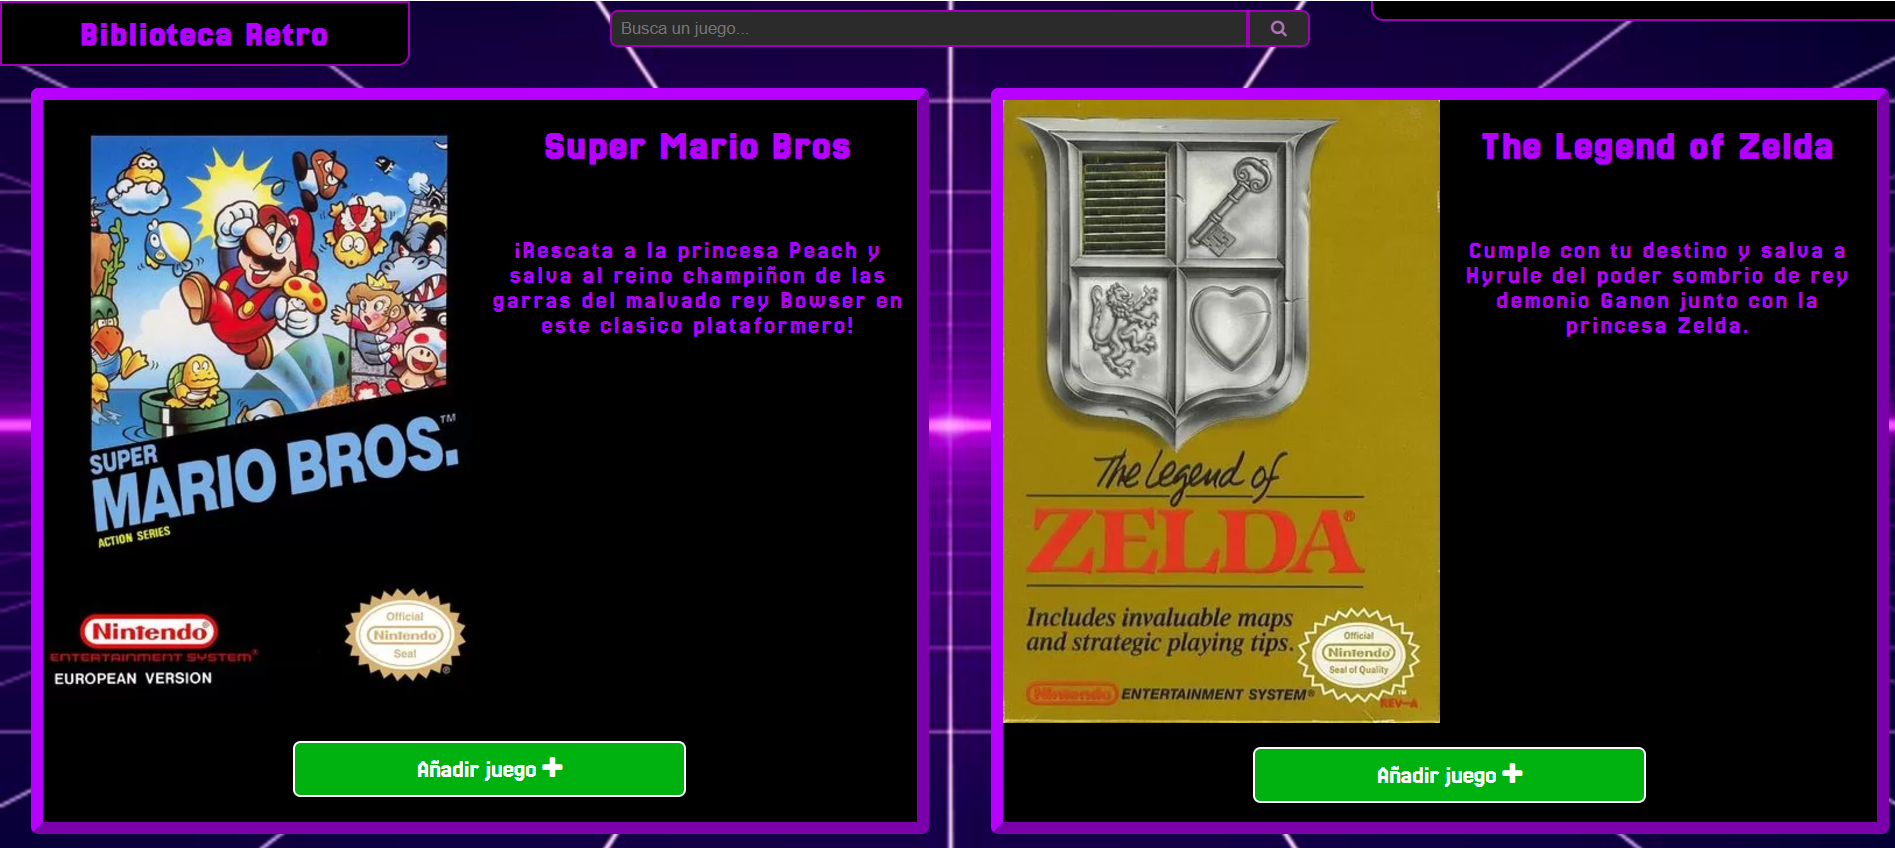 Biblioteca Retro
Busca un juego...
Super Mario Bros
¡Rescata a la princesa Peach y
salva al reino champiñon de las
garras del malvado rey Bowser en
este clasico plataformero!
SUPER
MARIO BROS.™
ACTION SERIES
Nintendo®
ENTERTAINMENT SYSTEM®
EUROPEAN VERSION
Official
Nintendo
Seal
®
Añadir juego
The Legend of Zelda
Cumple con tu destino y salva a
Hyrule del poder sombrio de rey
demonio Ganon junto con la
princesa Zelda.
The Legend of
ZELDA®
Includes invaluable maps
and strategic playing tips.
Official
Nintendo®
Seal of Quality
™
Nintendo ENTERTAINMENT SYSTEM®
REV-A
Añadir juego